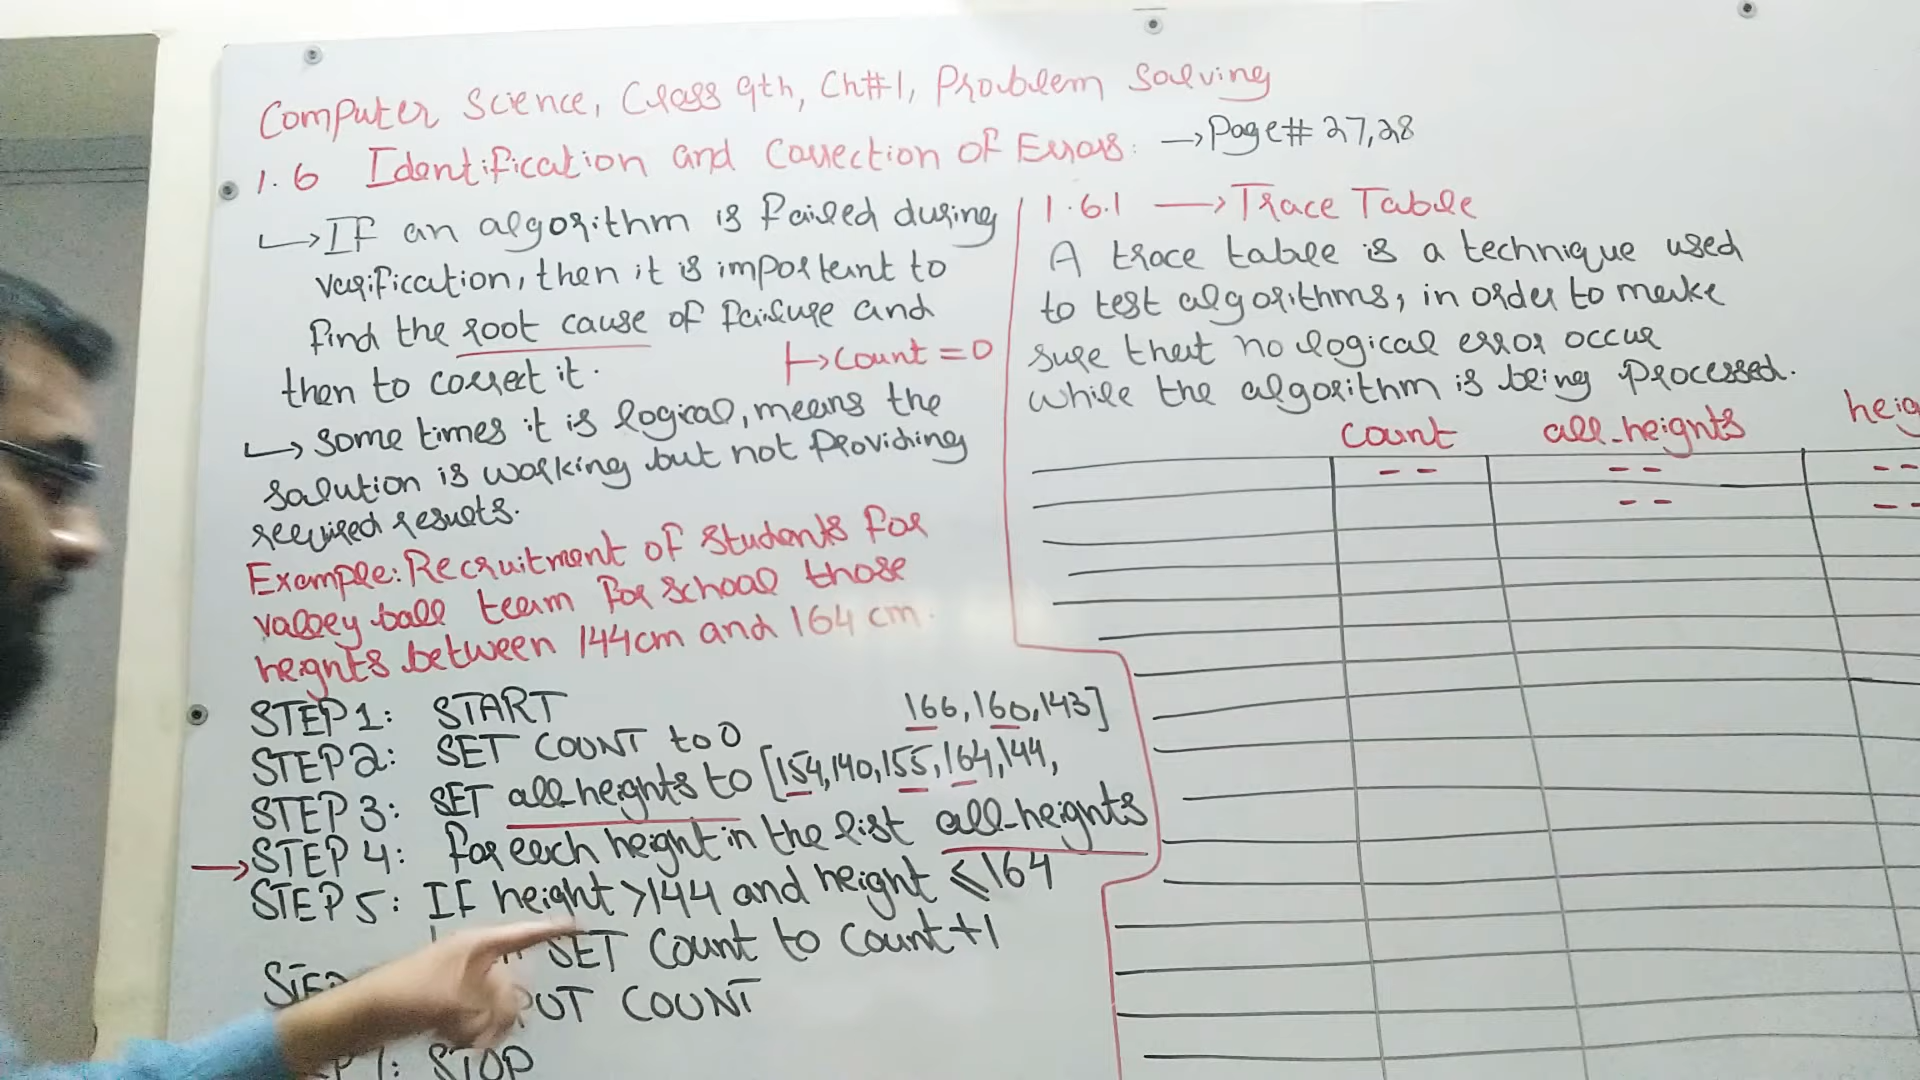 Computer Science, Class 9th, Ch#1, Problem Solving
1.6 Identification and Correction of Errors: → Page# 27,28
↳ If an algorithm is failed during
varification, then it is important to
find the root cause of failure and
then to correct it.
↦ count = 0
↳ Some times it is logical, means the
solution is working but not providing
required results.
Example: Recruitment of students for
valley ball team for school those
heights between 144cm and 164 cm.
STEP 1: START
STEP 2: SET COUNT to 0
166, 160, 143]
STEP 3: SET all-heights to [154, 140, 155, 164, 144,
→ STEP 4: for each height in the list all-heights
STEP 5: IF height >144 and height ≤164
SET Count to Count+1
COUNT
STOP
1.6.1 → Trace Table
A trace table is a technique used
to test algorithms, in order to make
sure that no logical error occur
while the algorithm is being processed.
count all-heights heig
-- -- --
-- --